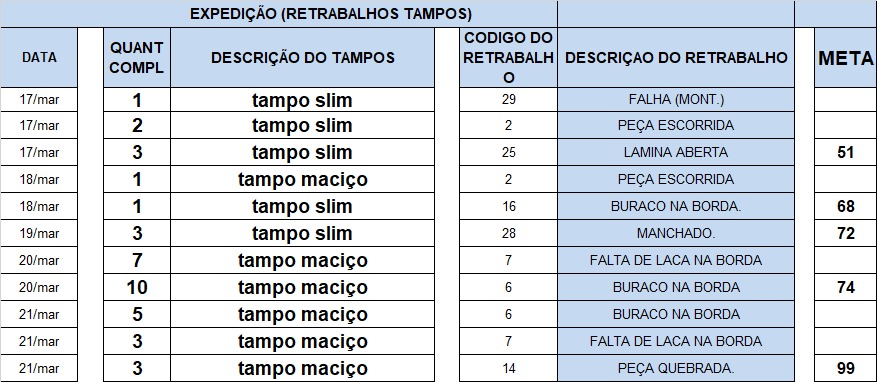 EXPEDIÇÃO (RETRABALHOS TAMPOS)
DATA QUANT COMPL DESCRIÇÃO DO TAMPOS CODIGO DO RETRABALHO DESCRIÇAO DO RETRABALHO META
17/mar 1 tampo slim 29 FALHA (MONT.)
17/mar 2 tampo slim 2 PEÇA ESCORRIDA
17/mar 3 tampo slim 25 LAMINA ABERTA 51
18/mar 1 tampo maciço 2 PEÇA ESCORRIDA
18/mar 1 tampo slim 16 BURACO NA BORDA. 68
19/mar 3 tampo slim 28 MANCHADO. 72
20/mar 7 tampo maciço 7 FALTA DE LACA NA BORDA
20/mar 10 tampo maciço 6 BURACO NA BORDA 74
21/mar 5 tampo maciço 6 BURACO NA BORDA
21/mar 3 tampo maciço 7 FALTA DE LACA NA BORDA
21/mar 3 tampo maciço 14 PEÇA QUEBRADA. 99